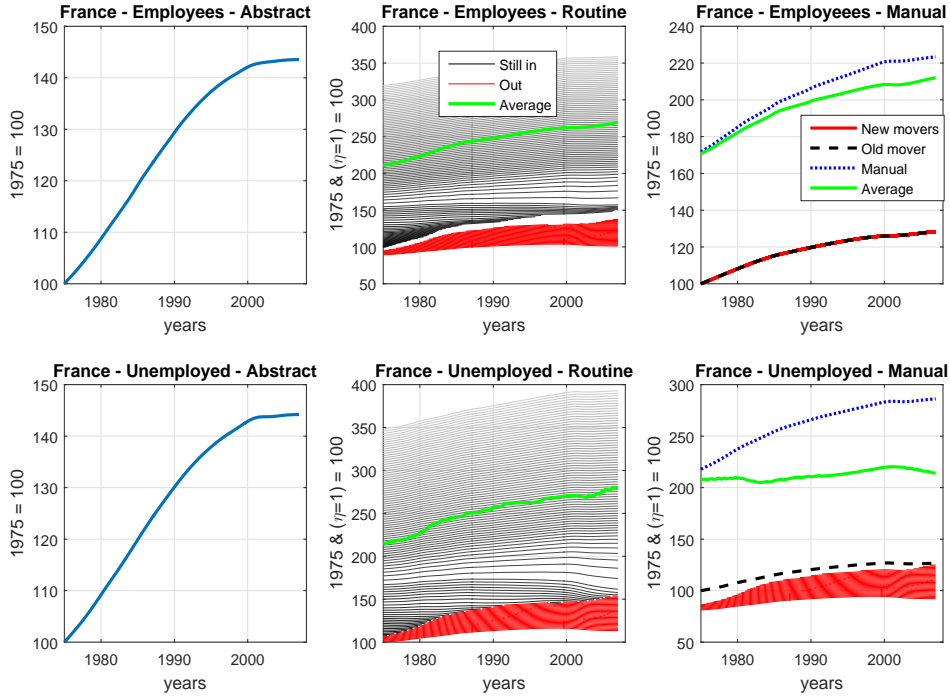 France - Employees - Abstract
1975 = 100
150
140
130
120
110
100
1980
1990
2000
years
France - Employees - Routine
1975 & (η=1) = 100
400
350
300
250
200
150
100
50
Still in
Out
Average
1980
1990
2000
years
France - Employeees - Manual
1975 = 100
240
220
200
180
160
140
120
100
New movers
Old mover
Manual
Average
1980
1990
2000
years
France - Unemployed - Abstract
1975 = 100
150
140
130
120
110
100
1980
1990
2000
years
France - Unemployed - Routine
1975 & (η=1) = 100
400
350
300
250
200
150
100
1980
1990
2000
years
France - Unemployed - Manual
1975 & (η=1) = 100
300
250
200
150
100
50
1980
1990
2000
years